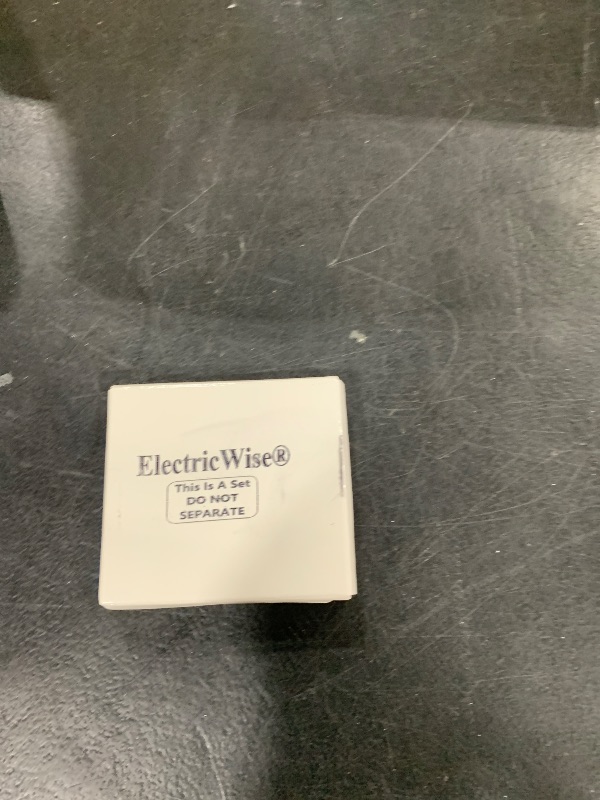 ElectricWise®
This Is A Set
DO NOT
SEPARATE